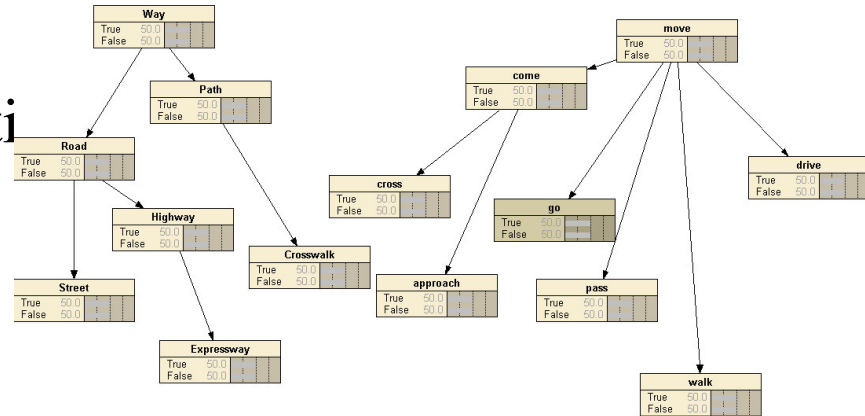 Way
True 50.0
False 50.0
move
True 50.0
False 50.0
come
True 50.0
False 50.0
Path
True 50.0
False 50.0
Road
True 50.0
False 50.0
drive
True 50.0
False 50.0
cross
True 50.0
False 50.0
go
True 50.0
False 50.0
Highway
True 50.0
False 50.0
Crosswalk
True 50.0
False 50.0
approach
True 50.0
False 50.0
Street
True 50.0
False 50.0
pass
True 50.0
False 50.0
Expressway
True 50.0
False 50.0
walk
True 50.0
False 50.0